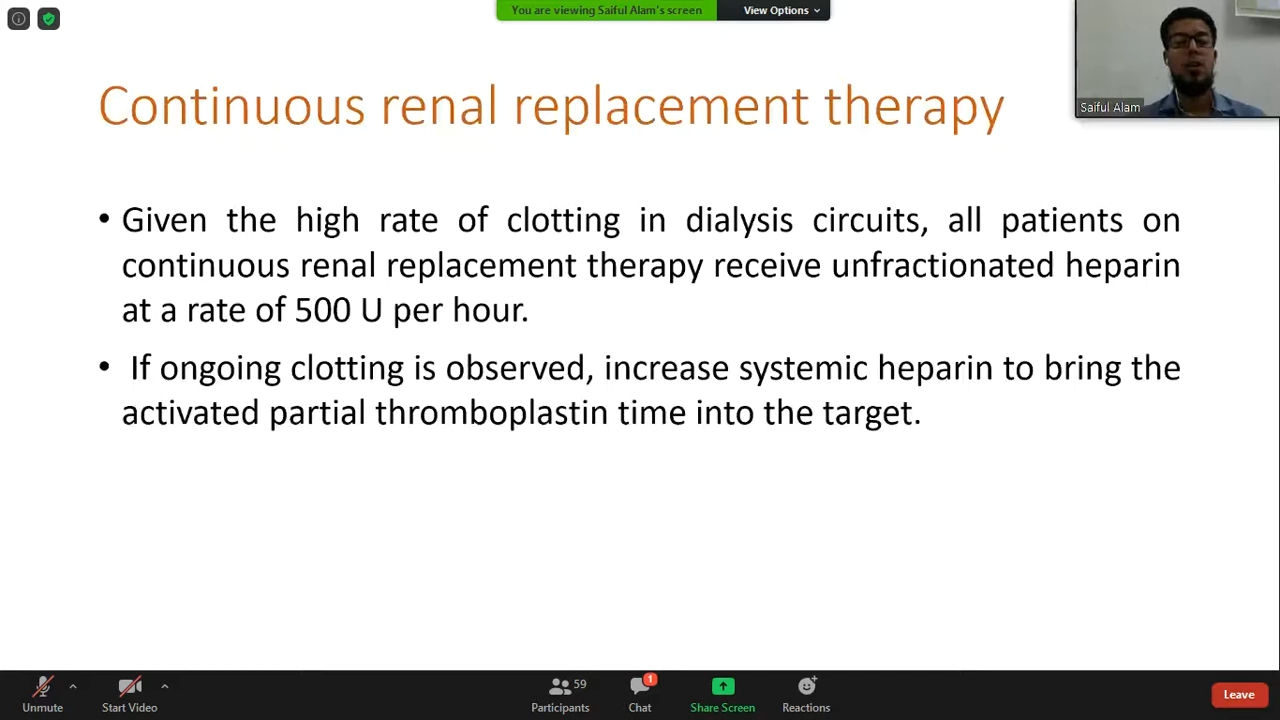 You are viewing Saiful Alam's screen
View Options
Saiful Alam
Continuous renal replacement therapy
• Given the high rate of clotting in dialysis circuits, all patients on
continuous renal replacement therapy receive unfractionated heparin
at a rate of 500 U per hour.
• If ongoing clotting is observed, increase systemic heparin to bring the
activated partial thromboplastin time into the target.
59
1
Unmute
Start Video
Participants
Chat
Share Screen
Reactions
Leave